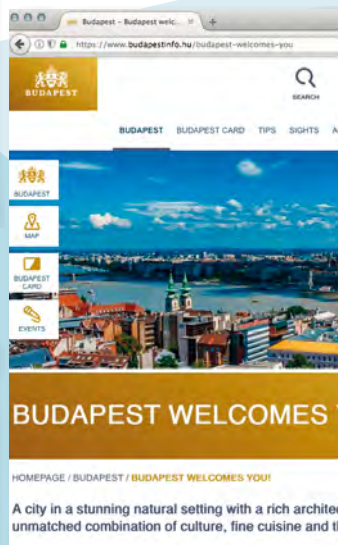 Budapest – Budapest welc...
https://www.budapestinfo.hu/budapest-welcomes-you
BUDAPEST
SEARCH
BUDAPEST BUDAPEST CARD TIPS SIGHTS
BUDAPEST
MAP
BUDAPEST
CARD
EVENTS
BUDAPEST WELCOMES
HOMEPAGE / BUDAPEST / BUDAPEST WELCOMES YOU!
A city in a stunning natural setting with a rich archite
unmatched combination of culture, fine cuisine and t